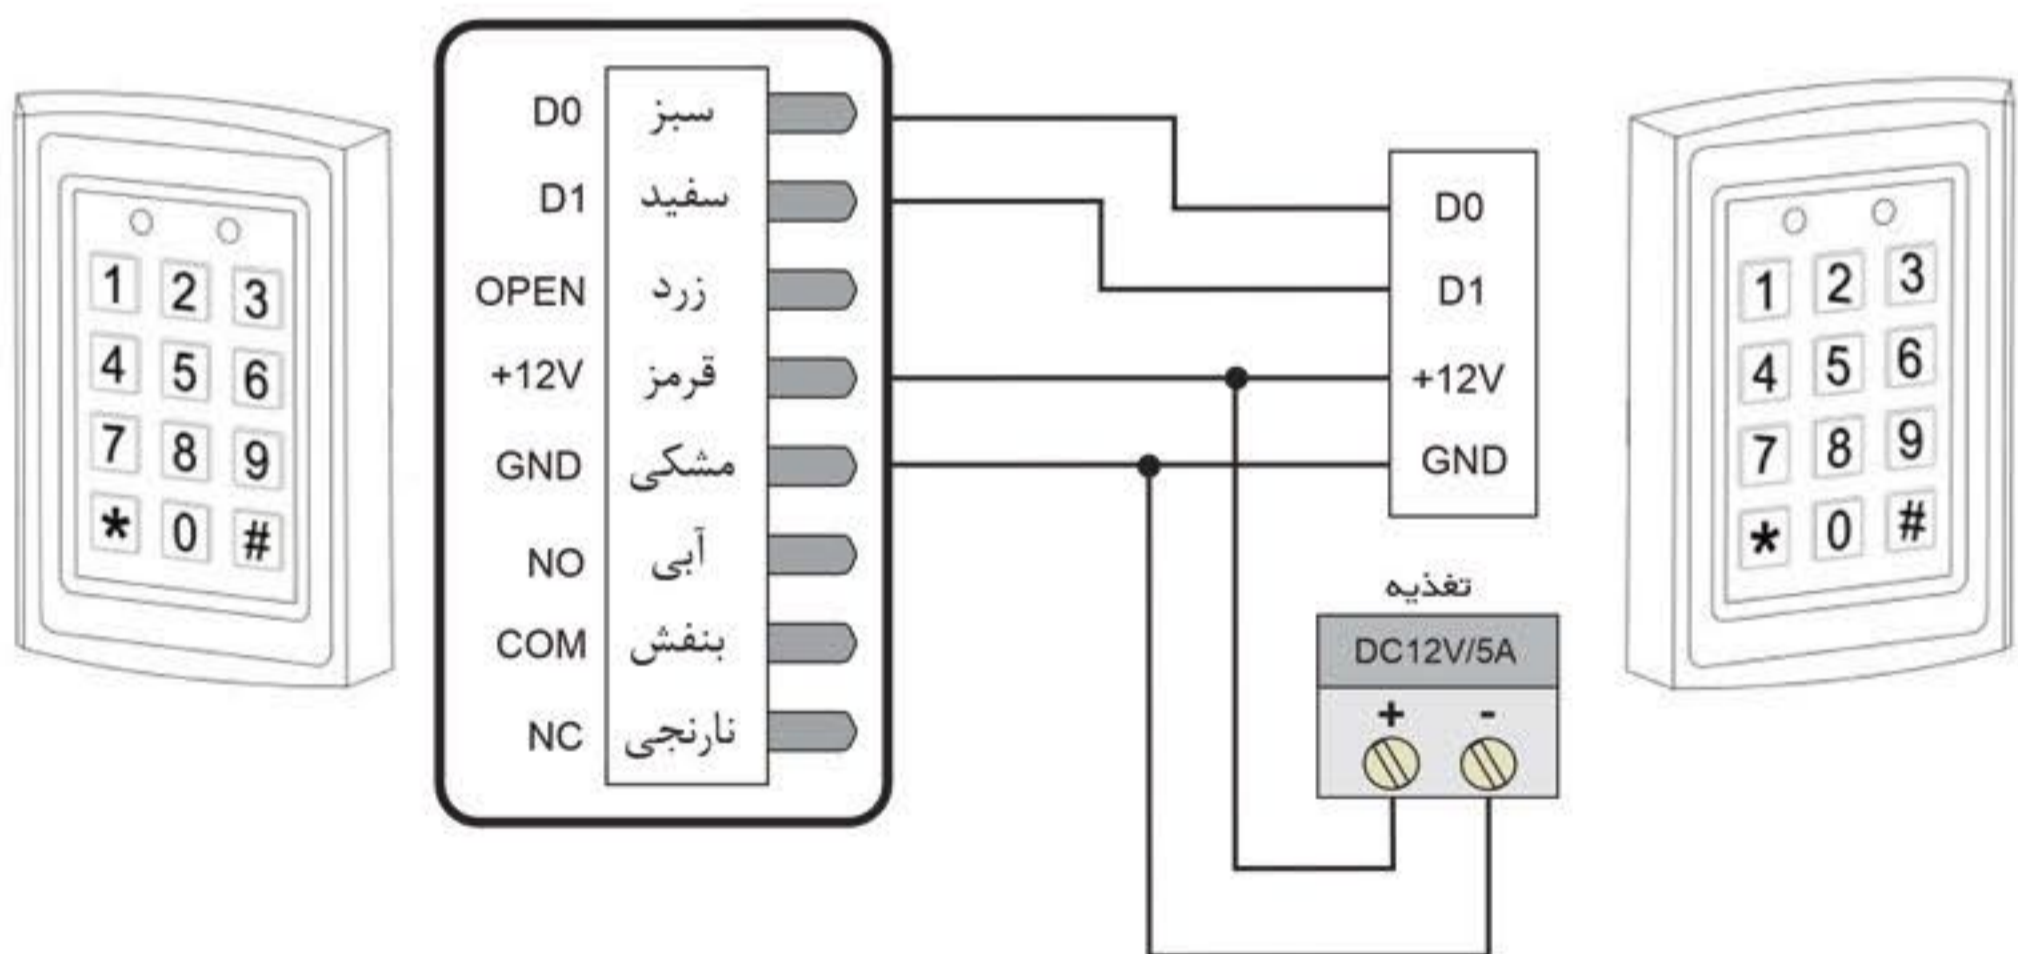 1 2 3
4 5 6
7 8 9
* 0 #
D0 سبز
D1 سفید
OPEN زرد
+12V قرمز
GND مشکی
NO آبی
COM بنفش
NC نارنجی
D0
D1
+12V
GND
تغذیه
DC12V/5A
+ -
1 2 3
4 5 6
7 8 9
* 0 #